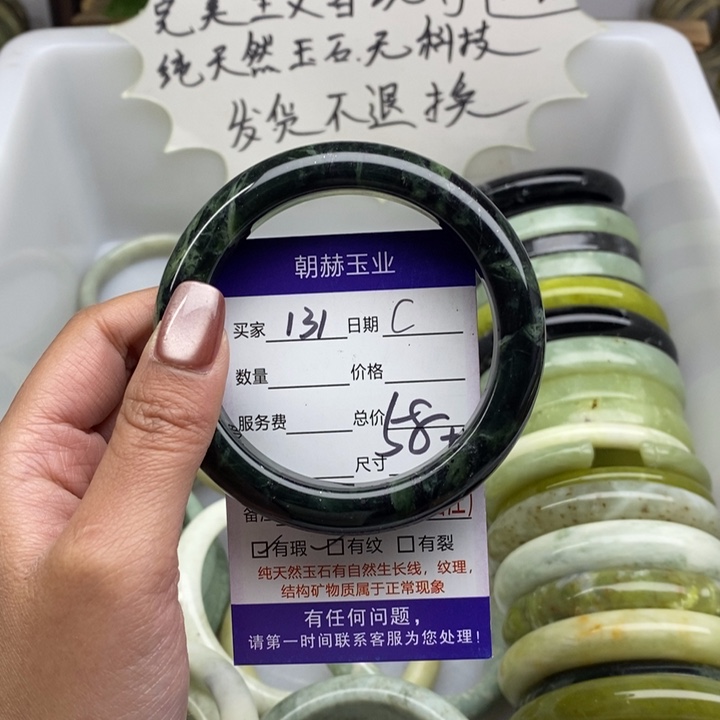 纯天然玉石.无科技
发货不退换
朝赫玉业
买家 131 日期 C
数量 价格
服务费 总价 58
尺寸
☑有瑕 ☑有纹 ☐有裂
纯天然玉石有自然生长线，纹理，
结构矿物质属于正常现象
有任何问题，
请第一时间联系客服为您处理！